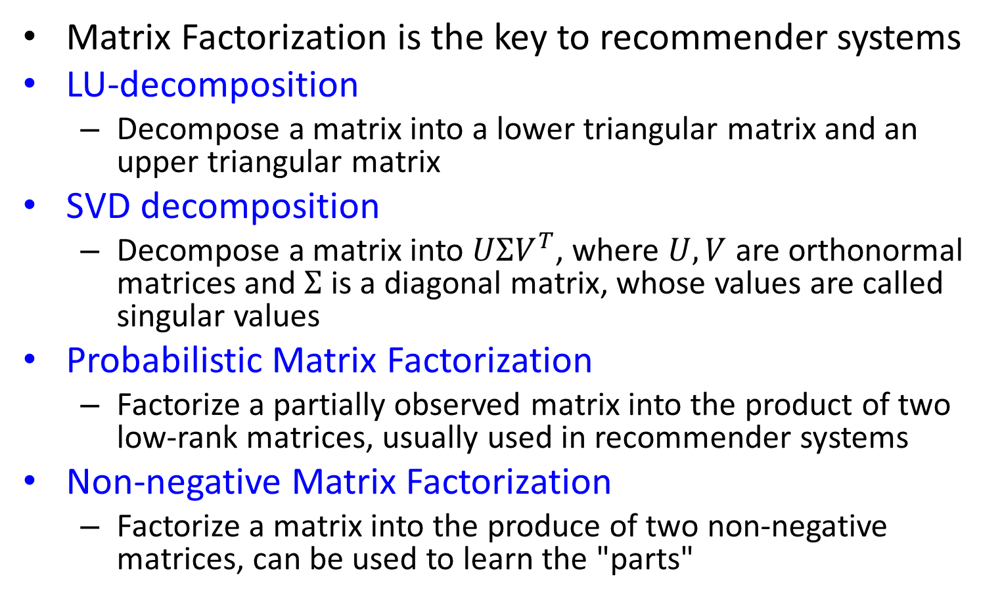 • Matrix Factorization is the key to recommender systems
• LU-decomposition
– Decompose a matrix into a lower triangular matrix and an
upper triangular matrix
• SVD decomposition
– Decompose a matrix into 𝑈Σ𝑉ᵀ, where 𝑈, 𝑉 are orthonormal
matrices and Σ is a diagonal matrix, whose values are called
singular values
• Probabilistic Matrix Factorization
– Factorize a partially observed matrix into the product of two
low-rank matrices, usually used in recommender systems
• Non-negative Matrix Factorization
– Factorize a matrix into the produce of two non-negative
matrices, can be used to learn the "parts"